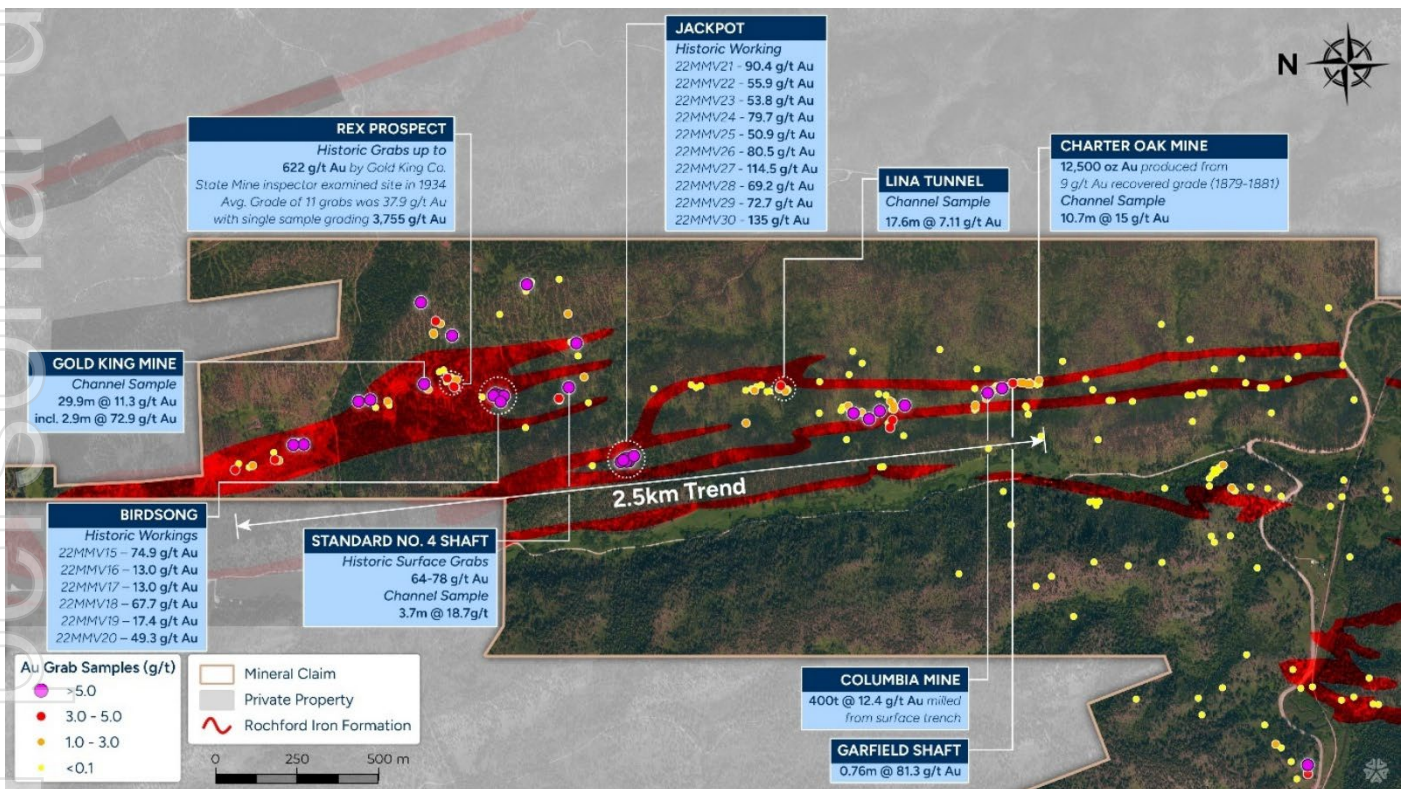 JACKPOT
Historic Working
22MMV21 - 90.4 g/t Au
22MMV22 - 55.9 g/t Au
22MMV23 - 53.8 g/t Au
22MMV24 - 79.7 g/t Au
22MMV25 - 50.9 g/t Au
22MMV26 - 80.5 g/t Au
22MMV27 - 114.5 g/t Au
22MMV28 - 69.2 g/t Au
22MMV29 - 72.7 g/t Au
22MMV30 - 135 g/t Au
N
REX PROSPECT
Historic Grabs up to
622 g/t Au by Gold King Co.
State Mine inspector examined site in 1934
Avg. Grade of 11 grabs was 37.9 g/t Au
with single sample grading 3,755 g/t Au
LINA TUNNEL
Channel Sample
17.6m @ 7.11 g/t Au
CHARTER OAK MINE
12,500 oz Au produced from
9 g/t Au recovered grade (1879-1881)
Channel Sample
10.7m @ 15 g/t Au
GOLD KING MINE
Channel Sample
29.9m @ 11.3 g/t Au
incl. 2.9m @ 72.9 g/t Au
2.5km Trend
BIRDSONG
Historic Workings
22MMV15 – 74.9 g/t Au
22MMV16 – 13.0 g/t Au
22MMV17 – 13.0 g/t Au
22MMV18 – 67.7 g/t Au
22MMV19 – 17.4 g/t Au
22MMV20 – 49.3 g/t Au
STANDARD NO. 4 SHAFT
Historic Surface Grabs
64-78 g/t Au
Channel Sample
3.7m @ 18.7g/t
COLUMBIA MINE
400t @ 12.4 g/t Au milled
from surface trench
GARFIELD SHAFT
0.76m @ 81.3 g/t Au
Au Grab Samples (g/t)
>5.0
3.0 - 5.0
1.0 - 3.0
<0.1
Mineral Claim
Private Property
Rochford Iron Formation
0 250 500 m